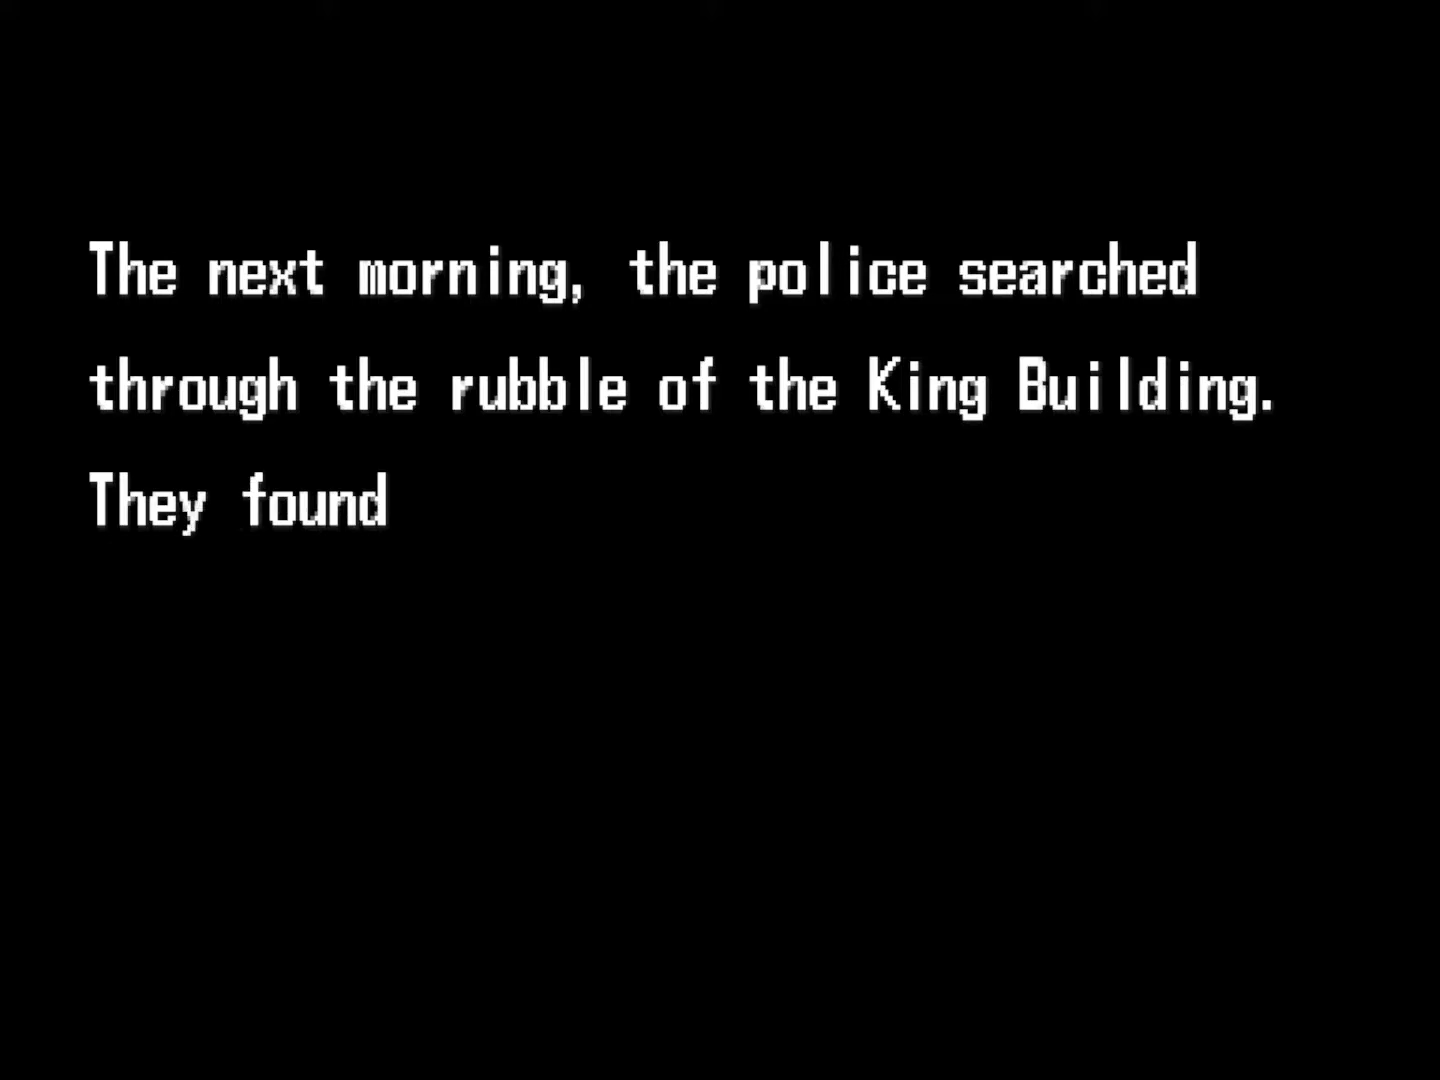 The next morning, the police searched
through the rubble of the King Building.
They found